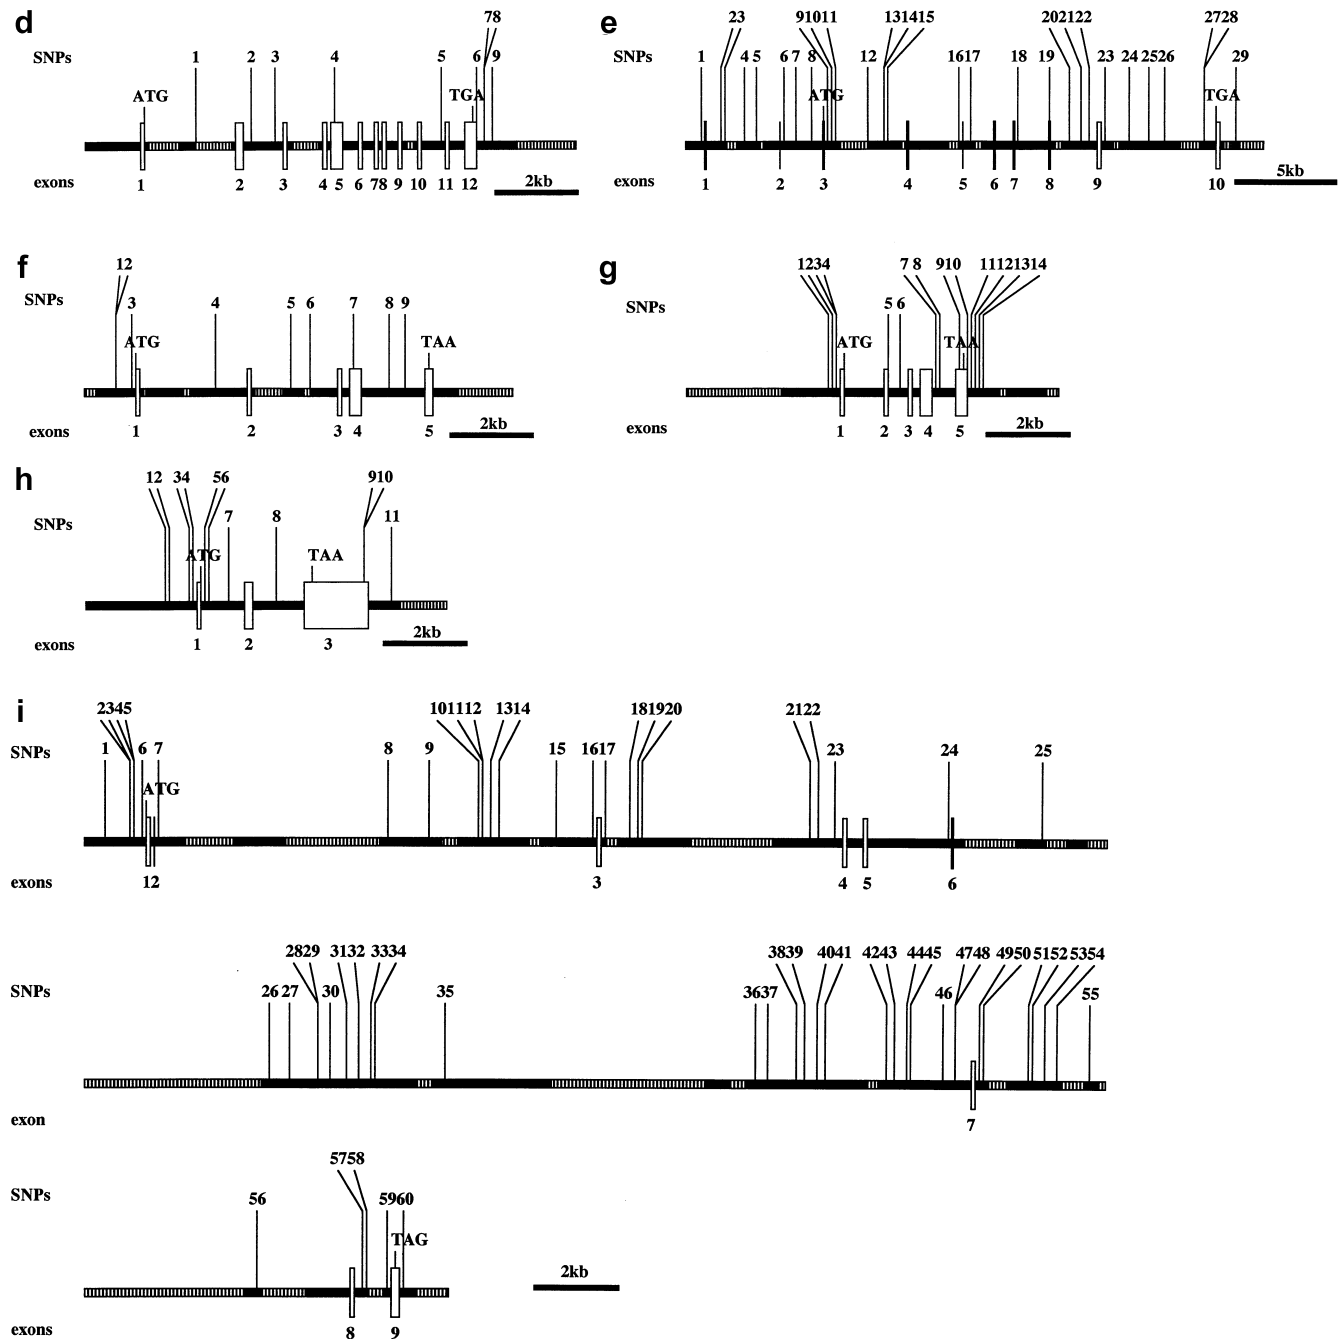 d
78
SNPs 1 2 3 4 5 6 9
ATG TGA
exons 1 2 3 4 5 6 78 9 10 11 12
2kb
e
23 91011 131415 202122 2728
SNPs 1 45 6 7 8 12 1617 18 19 23 24 2526 29
ATG TGA
exons 1 2 3 4 5 6 7 8 9 10
5kb
f
12
SNPs 3 4 5 6 7 8 9
ATG TAA
exons 1 2 3 4 5
2kb
g
1234 7 8 910 11121314
SNPs 5 6
ATG TAA
exons 1 2 3 4 5
2kb
h
12 34 56 910
SNPs 7 8 11
ATG TAA
exons 1 2 3
2kb
i
2345 101112 1314 181920 2122
SNPs 1 6 7 8 9 15 1617 23 24 25
ATG
exons 12 3 4 5 6
2829 3132 3334 3839 4041 4243 4445 4748 4950 5152 5354
SNPs 26 27 30 35 3637 46 55
exon 7
5758
SNPs 56 5960
TAG
2kb
exons 8 9